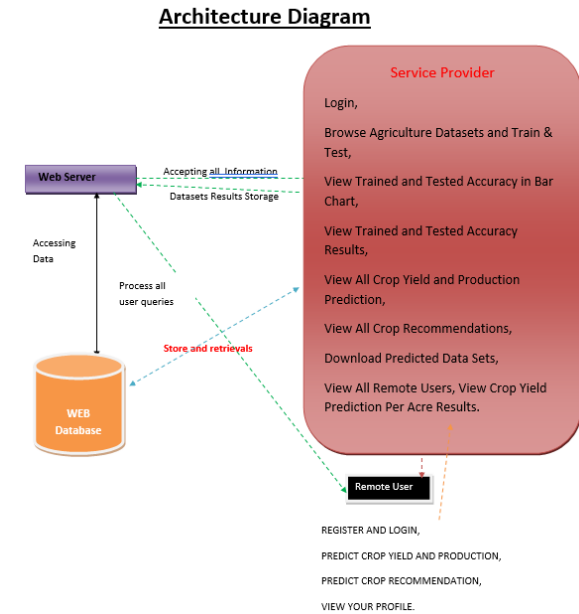 Architecture Diagram
Service Provider
Login,
Browse Agriculture Datasets and Train &
Test,
View Trained and Tested Accuracy in Bar
Chart,
View Trained and Tested Accuracy
Results,
View All Crop Yield and Production
Prediction,
View All Crop Recommendations,
Download Predicted Data Sets,
View All Remote Users, View Crop Yield
Prediction Per Acre Results.
Web Server
Accepting all Information
Datasets Results Storage
Accessing
Data
Process all
user queries
Store and retrievals
WEB
Database
Remote User
REGISTER AND LOGIN,
PREDICT CROP YIELD AND PRODUCTION,
PREDICT CROP RECOMMENDATION,
VIEW YOUR PROFILE.